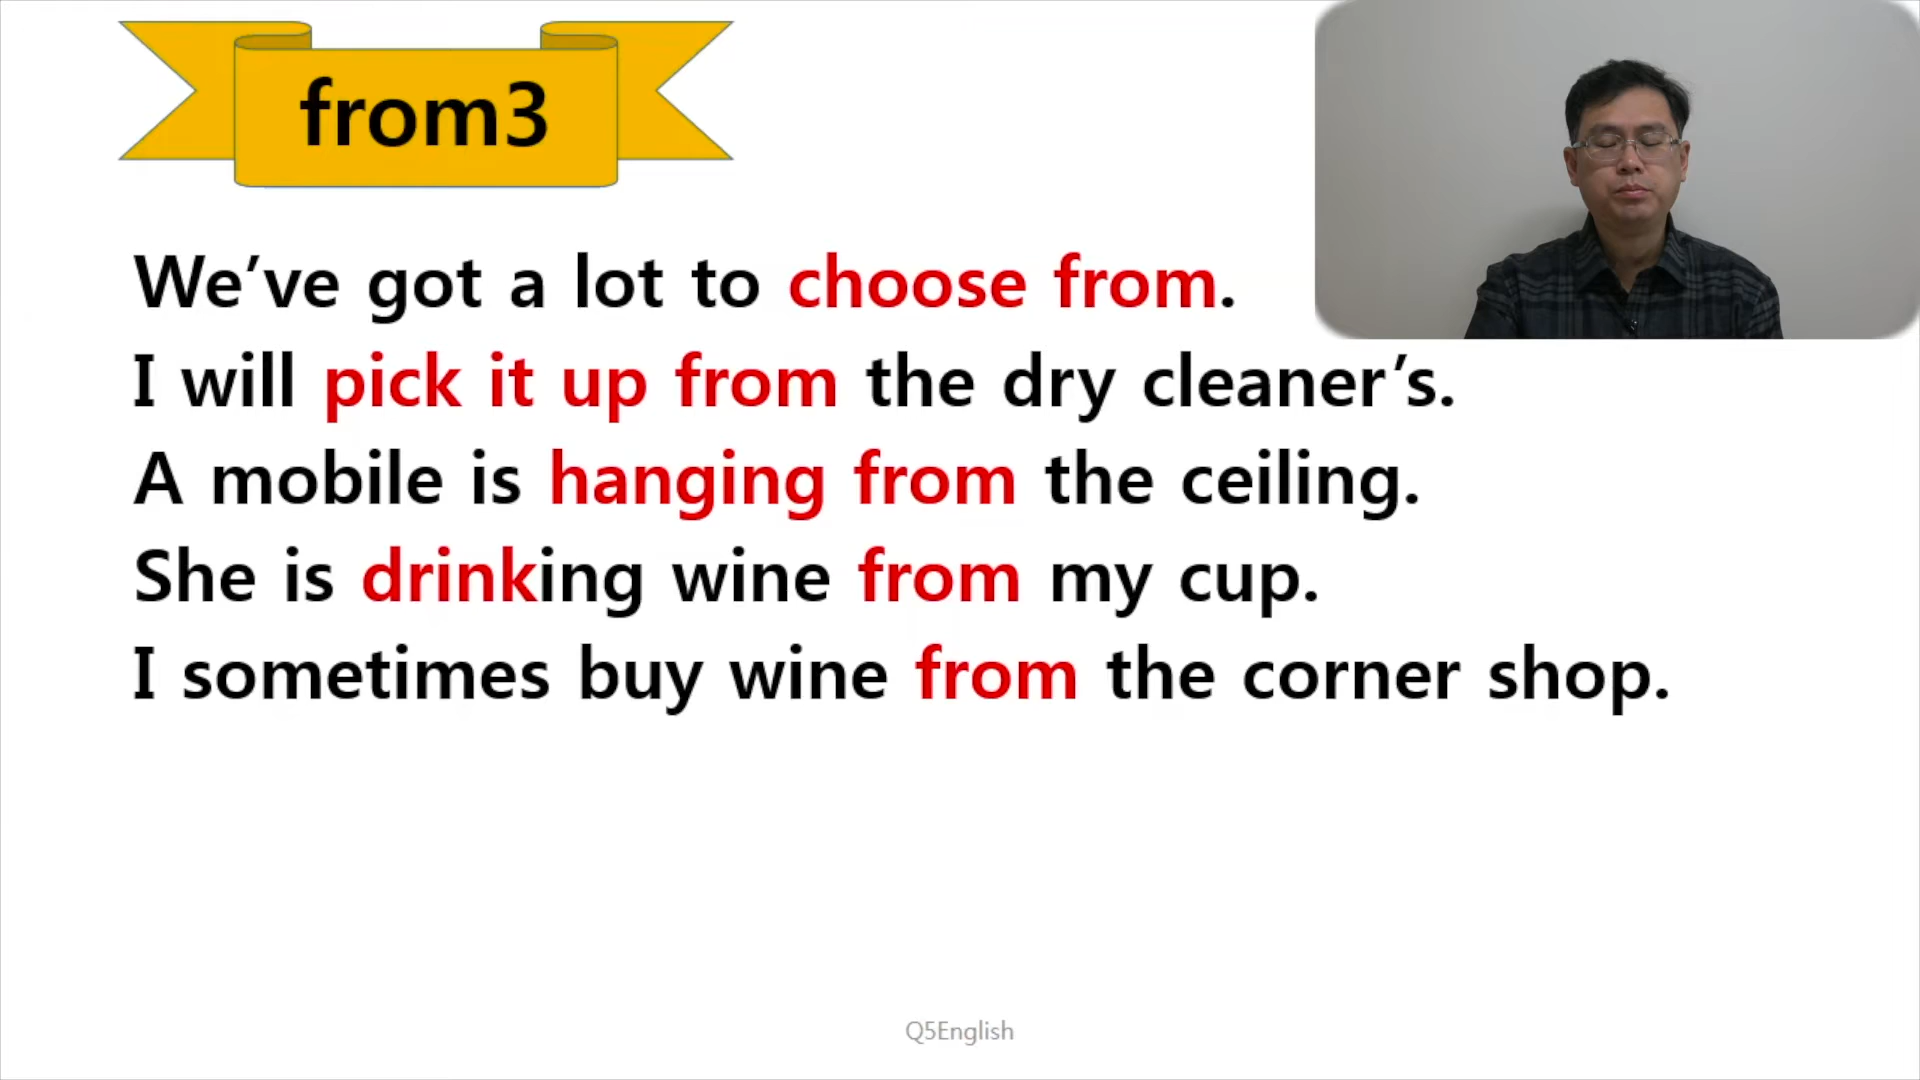 from3
We’ve got a lot to choose from.
I will pick it up from the dry cleaner’s.
A mobile is hanging from the ceiling.
She is drinking wine from my cup.
I sometimes buy wine from the corner shop.
Q5English